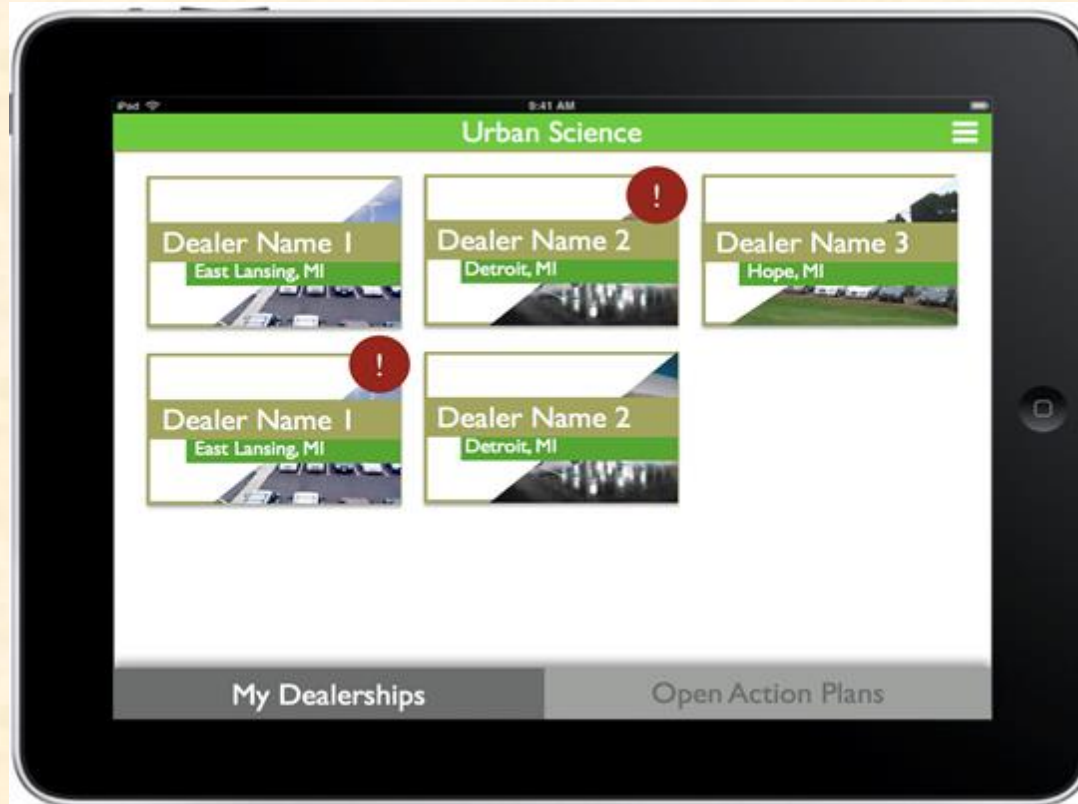 iPad 9:41 AM
Urban Science
Dealer Name 1
East Lansing, MI
!
Dealer Name 2
Detroit, MI
Dealer Name 3
Hope, MI
!
Dealer Name 1
East Lansing, MI
Dealer Name 2
Detroit, MI
My Dealerships
Open Action Plans